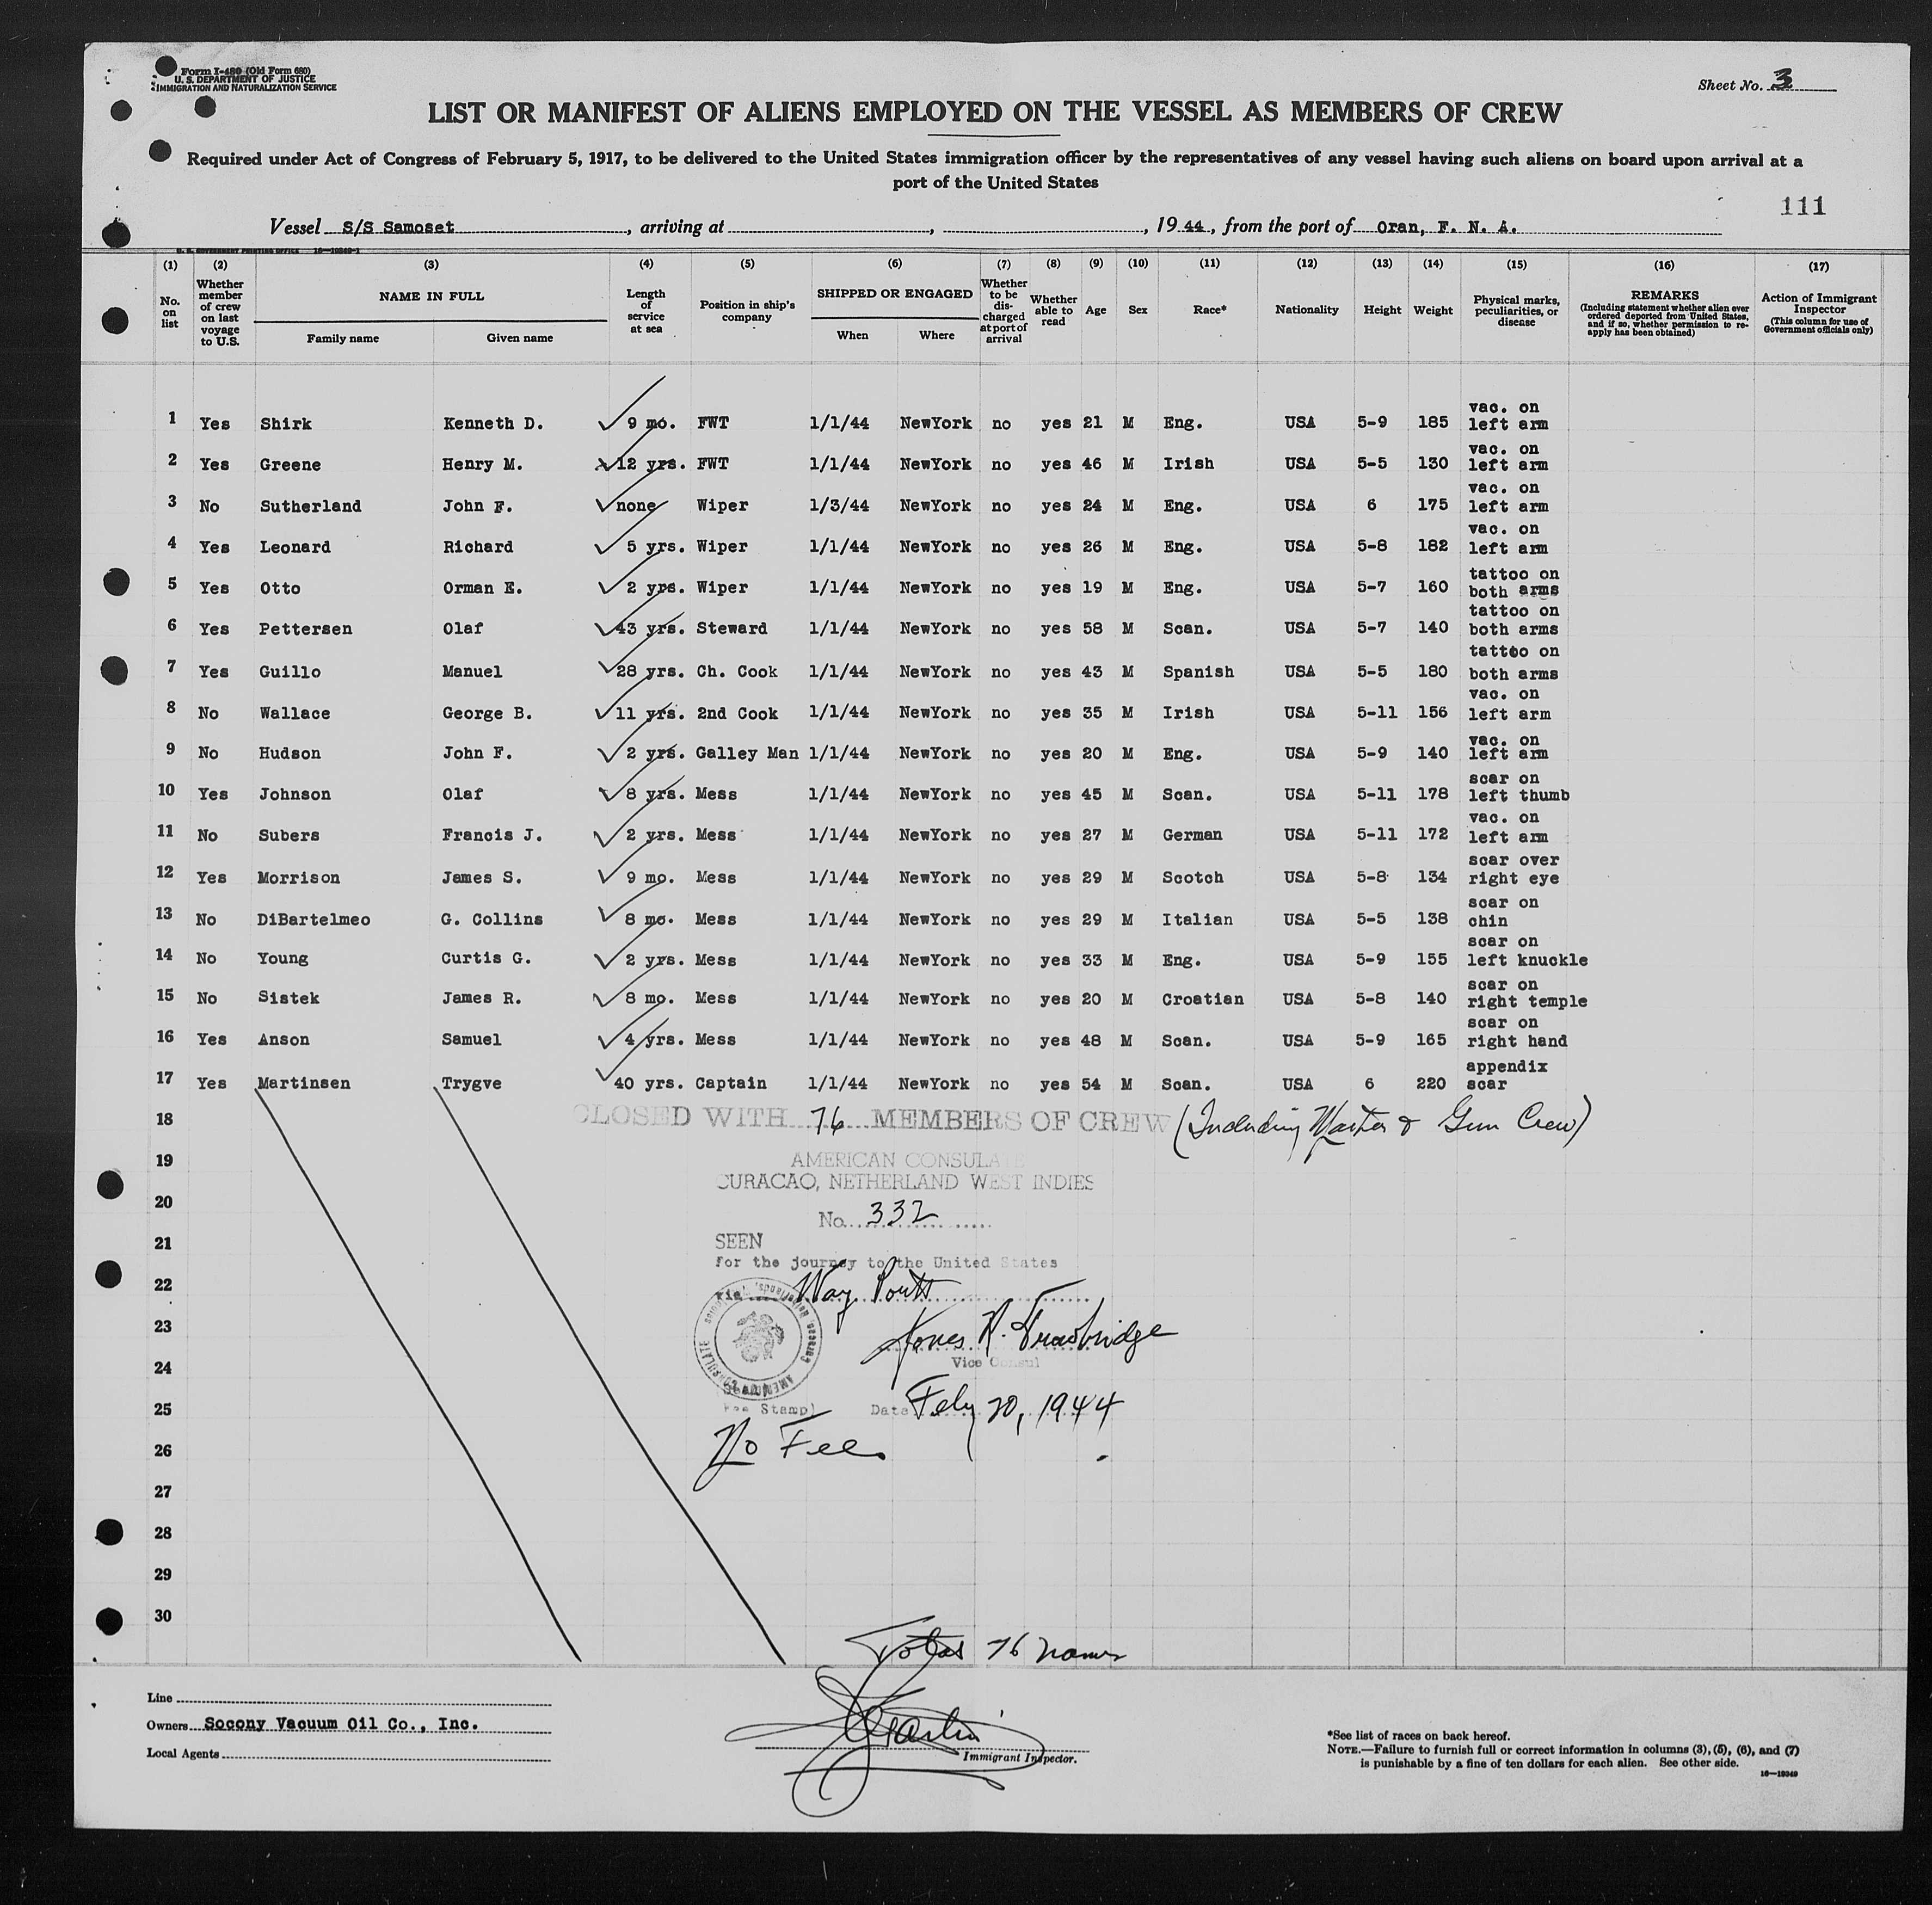 Form I-480 (Old Form 680)
U. S. DEPARTMENT OF JUSTICE
IMMIGRATION AND NATURALIZATION SERVICE
Sheet No. 3
LIST OR MANIFEST OF ALIENS EMPLOYED ON THE VESSEL AS MEMBERS OF CREW
Required under Act of Congress of February 5, 1917, to be delivered to the United States immigration officer by the representatives of any vessel having such aliens on board upon arrival at a
port of the United States
111
Vessel S/S Samoset, arriving at , , 1944, from the port of Oran, F. N. A.
U. S. GOVERNMENT PRINTING OFFICE 16—19349-1
(1) (2) (3) (4) (5) (6) (7) (8) (9) (10) (11) (12) (13) (14) (15) (16) (17)
No. on list
Whether member of crew on last voyage to U.S.
NAME IN FULL
Family name Given name
Length of service at sea
Position in ship's company
SHIPPED OR ENGAGED
When Where
Whether to be discharged at port of arrival
Whether able to read
Age
Sex
Race*
Nationality
Height
Weight
Physical marks, peculiarities, or disease
REMARKS
(Including statement whether alien ever ordered deported from United States, and if so, whether permission to reapply has been obtained)
Action of Immigrant Inspector
(This column for use of Government officials only)
1 Yes Shirk Kenneth D. 9 mo. FWT 1/1/44 NewYork no yes 21 M Eng. USA 5-9 185 vac. on left arm
2 Yes Greene Henry M. 12 yrs. FWT 1/1/44 NewYork no yes 46 M Irish USA 5-5 130 vac. on left arm
3 No Sutherland John F. none Wiper 1/3/44 NewYork no yes 24 M Eng. USA 6 175 vac. on left arm
4 Yes Leonard Richard 5 yrs. Wiper 1/1/44 NewYork no yes 26 M Eng. USA 5-8 182 vac. on left arm
5 Yes Otto Orman E. 2 yrs. Wiper 1/1/44 NewYork no yes 19 M Eng. USA 5-7 160 tattoo on both arms
6 Yes Pettersen Olaf 43 yrs. Steward 1/1/44 NewYork no yes 58 M Scan. USA 5-7 140 tattoo on both arms
7 Yes Guillo Manuel 28 yrs. Ch. Cook 1/1/44 NewYork no yes 43 M Spanish USA 5-5 180 tattoo on both arms
8 No Wallace George B. 11 yrs. 2nd Cook 1/1/44 NewYork no yes 35 M Irish USA 5-11 156 vac. on left arm
9 No Hudson John F. 2 yrs. Galley Man 1/1/44 NewYork no yes 20 M Eng. USA 5-9 140 vac. on left arm
10 Yes Johnson Olaf 8 yrs. Mess 1/1/44 NewYork no yes 45 M Scan. USA 5-11 178 scar on left thumb
11 No Subers Francis J. 2 yrs. Mess 1/1/44 NewYork no yes 27 M German USA 5-11 172 vac. on left arm
12 Yes Morrison James S. 9 mo. Mess 1/1/44 NewYork no yes 29 M Scotch USA 5-8 134 scar over right eye
13 No DiBartelmeo G. Collins 8 mo. Mess 1/1/44 NewYork no yes 29 M Italian USA 5-5 138 scar on chin
14 No Young Curtis G. 2 yrs. Mess 1/1/44 NewYork no yes 33 M Eng. USA 5-9 155 scar on left knuckle
15 No Sistek James R. 8 mo. Mess 1/1/44 NewYork no yes 20 M Croatian USA 5-8 140 scar on right temple
16 Yes Anson Samuel 4 yrs. Mess 1/1/44 NewYork no yes 48 M Scan. USA 5-9 165 scar on right hand
17 Yes Martinsen Trygve 40 yrs. Captain 1/1/44 NewYork no yes 54 M Scan. USA 6 220 appendix scar
18 CLOSED WITH 76 MEMBERS OF CREW (Including Master & Gun Crew)
19 AMERICAN CONSULATE
CURACAO, NETHERLAND WEST INDIES
20 No. 332
21 SEEN
For the journey to the United States
22 Via Way Ports
23
24 Vice Consul
25 (Fee Stamp) Date Feby 20, 1944
26 No Fee
27
28
29
30
Total 76 names
Line
Owners Socony Vacuum Oil Co., Inc.
Local Agents
Immigrant Inspector.
*See list of races on back hereof.
NOTE.—Failure to furnish full or correct information in columns (3), (5), (6), and (7)
is punishable by a fine of ten dollars for each alien. See other side.
16—19349